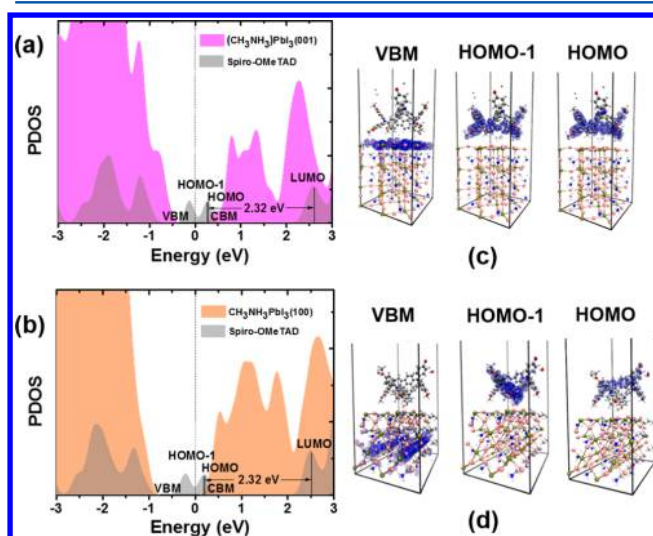 (a)
(CH3NH3)PbI3(001)
Spiro-OMeTAD
PDOS
HOMO-1
HOMO
LUMO
VBM
CBM
2.32 eV
-3 -2 -1 0 1 2 3
Energy (eV)
(b)
CH3NH3PbI3(100)
Spiro-OMeTAD
PDOS
HOMO-1
HOMO
LUMO
VBM
CBM
2.32 eV
-3 -2 -1 0 1 2 3
Energy (eV)
VBM HOMO-1 HOMO
(c)
VBM HOMO-1 HOMO
(d)